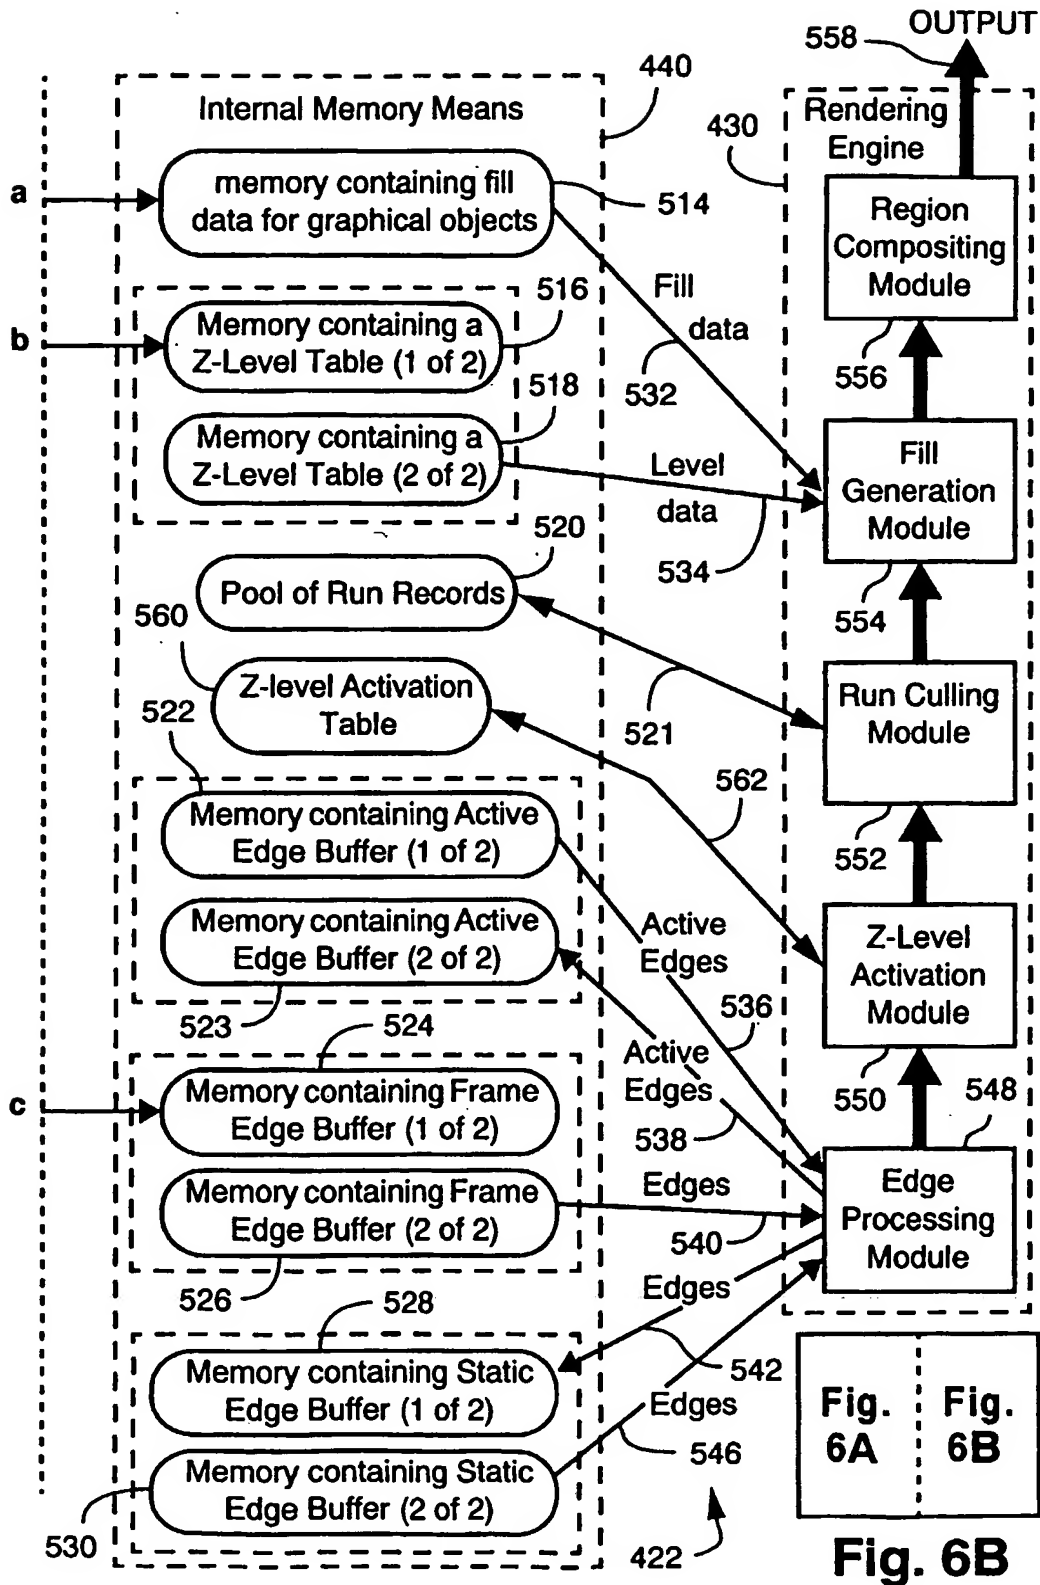 OUTPUT
558
440
Internal Memory Means
430
Rendering
Engine
a
memory containing fill
data for graphical objects
514
Region
Compositing
Module
Fill
data
516
b
Memory containing a
Z-Level Table (1 of 2)
532
556
518
Memory containing a
Z-Level Table (2 of 2)
Level
data
Fill
Generation
Module
520
534
Pool of Run Records
554
560
Z-level Activation
Table
Run Culling
Module
522
521
562
Memory containing Active
Edge Buffer (1 of 2)
552
Memory containing Active
Edge Buffer (2 of 2)
Active
Edges
Z-Level
Activation
Module
523
524
536
Active
Edges
550
548
c
Memory containing Frame
Edge Buffer (1 of 2)
538
Memory containing Frame
Edge Buffer (2 of 2)
Edges
540
Edge
Processing
Module
526
528
Edges
Memory containing Static
Edge Buffer (1 of 2)
542
Edges
546
Memory containing Static
Edge Buffer (2 of 2)
530
422
Fig.
6A
Fig.
6B
Fig. 6B